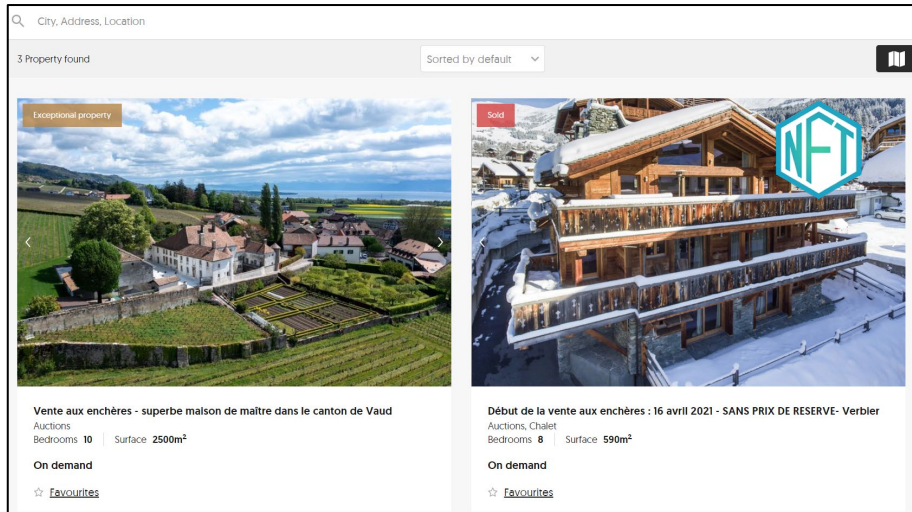 City, Address, Location
3 Property found
Sorted by default
Exceptional property
Sold
NFT
Vente aux enchères - superbe maison de maître dans le canton de Vaud
Auctions
Bedrooms 10 Surface 2500m²
On demand
Favourites
Début de la vente aux enchères : 16 avril 2021 - SANS PRIX DE RESERVE- Verbier
Auctions, Chalet
Bedrooms 8 Surface 590m²
On demand
Favourites